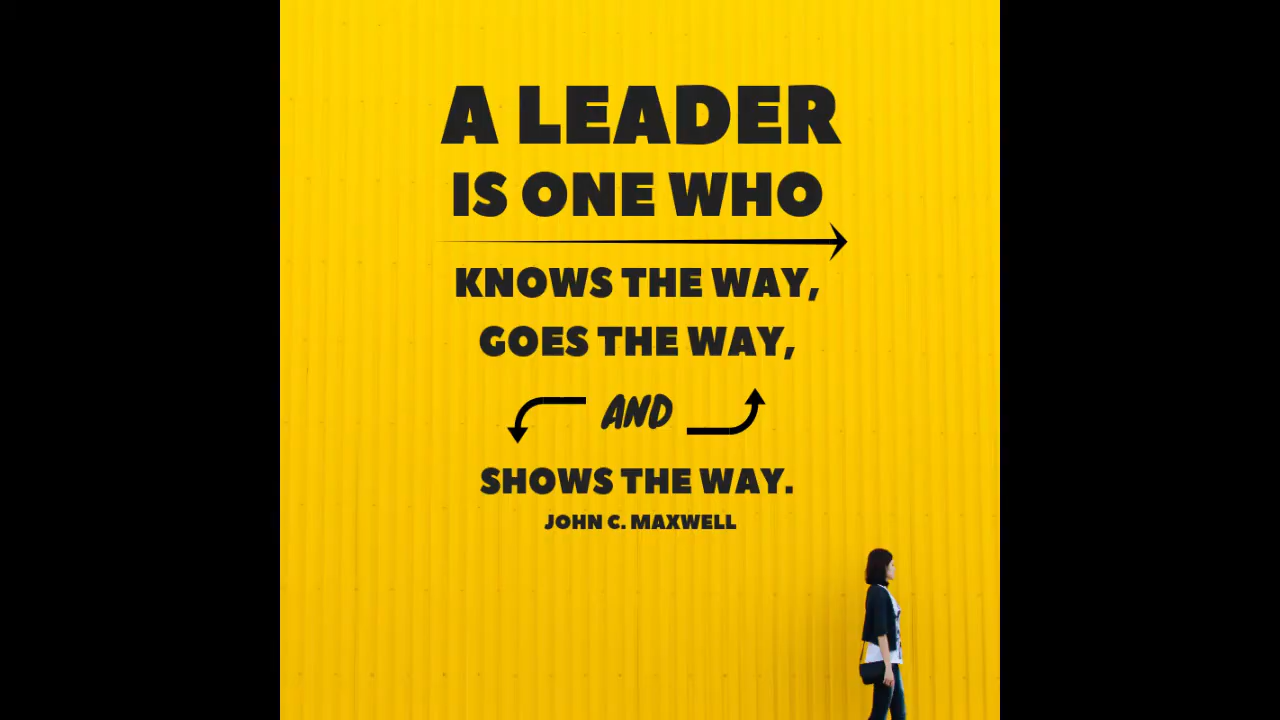 A LEADER
IS ONE WHO
KNOWS THE WAY,
GOES THE WAY,
AND
SHOWS THE WAY.
JOHN C. MAXWELL